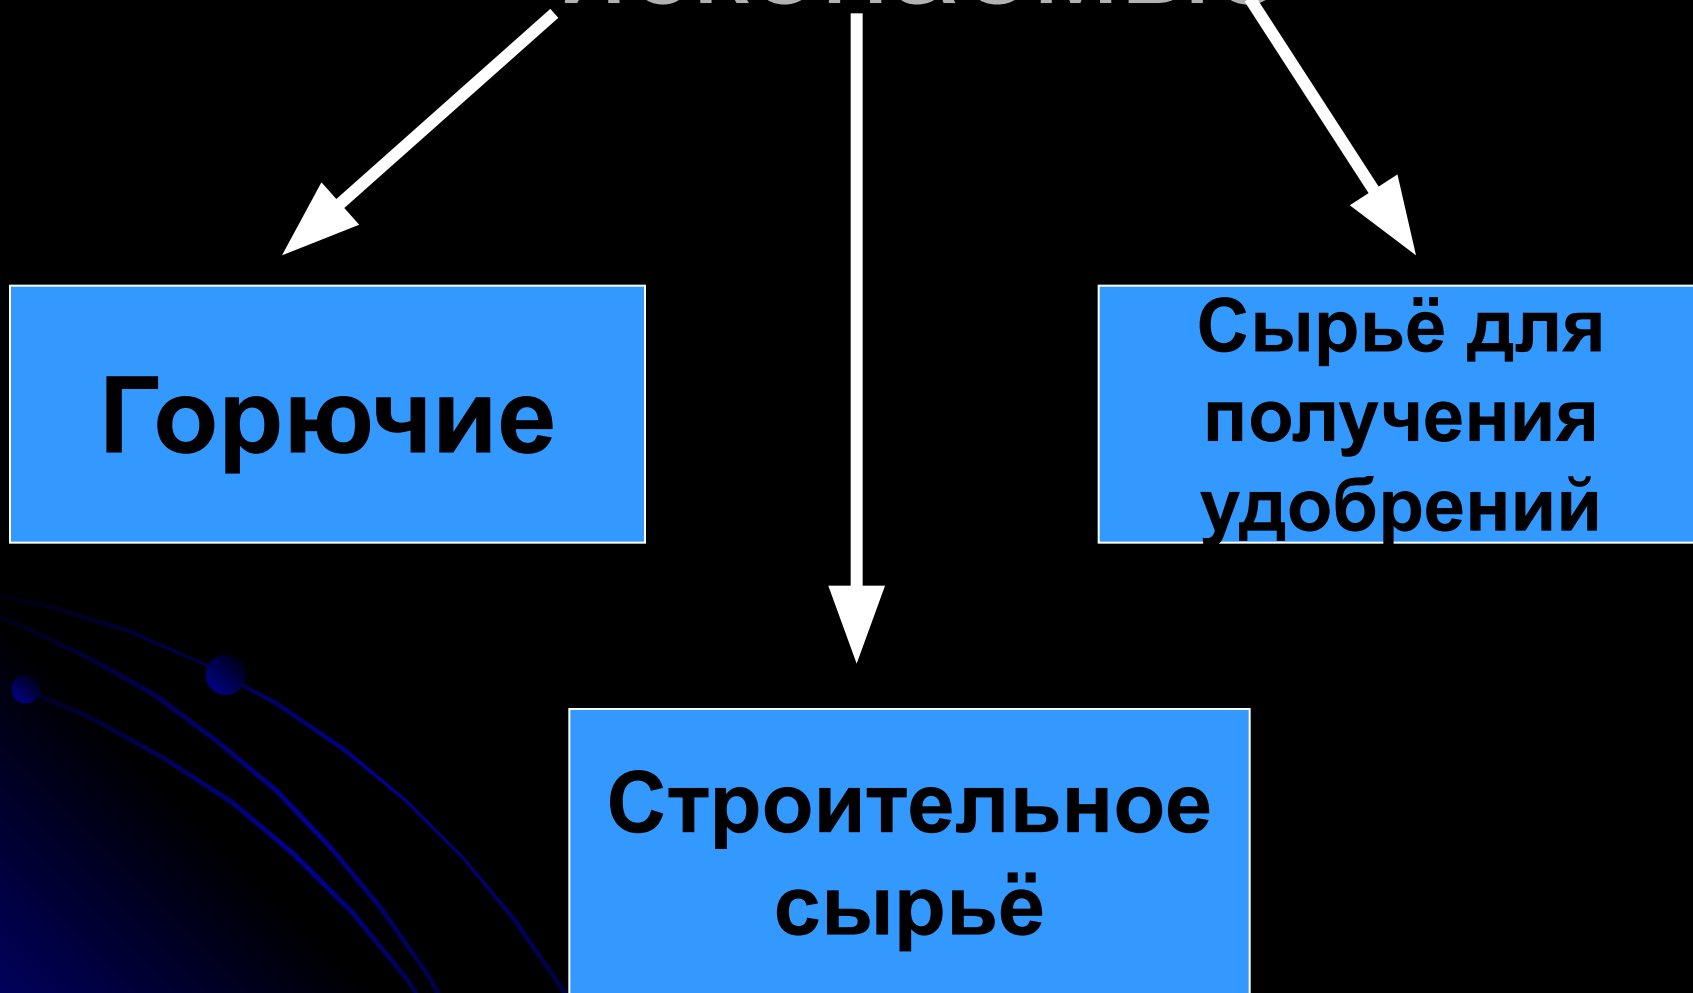 Горючие
Сырьё для
получения
удобрений
Строительное
сырьё